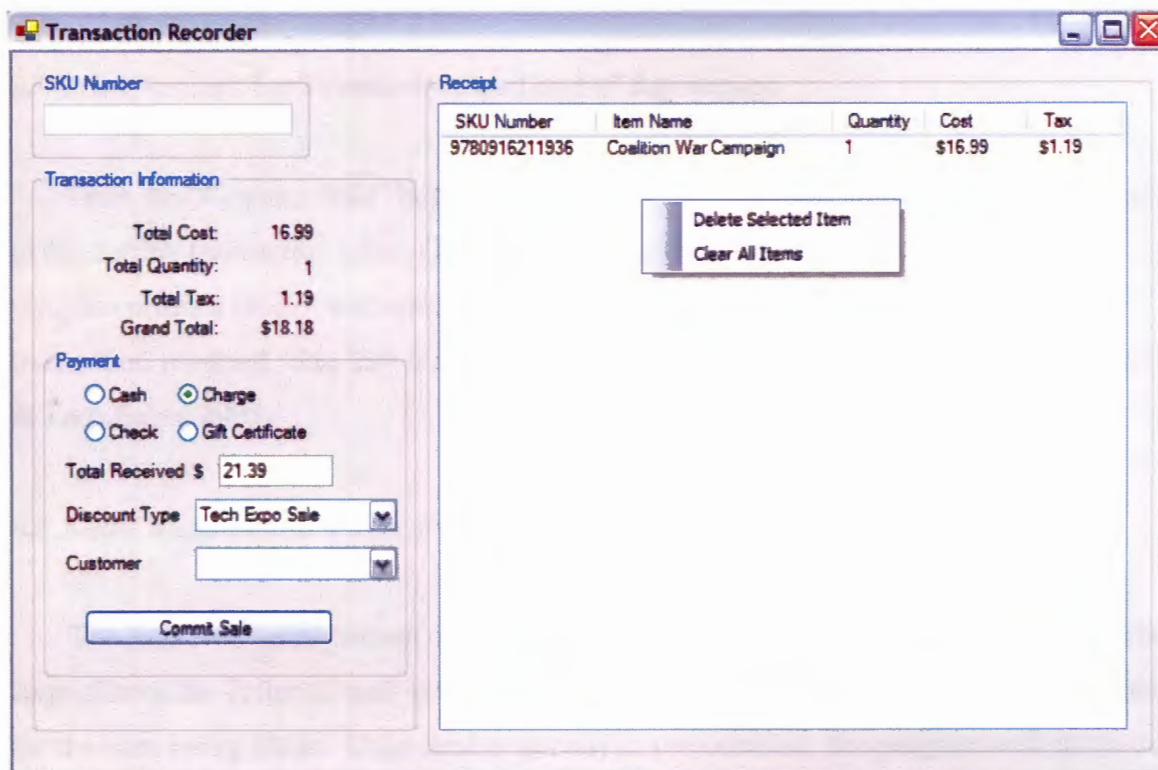 Transaction Recorder
SKU Number
Transaction Information
Total Cost: 16.99
Total Quantity: 1
Total Tax: 1.19
Grand Total: $18.18
Payment
Cash Charge
Check Gift Certificate
Total Received $ 21.39
Discount Type Tech Expo Sale
Customer
Commit Sale
Receipt
SKU Number Item Name Quantity Cost Tax
9780916211936 Coalition War Campaign 1 $16.99 $1.19
Delete Selected Item
Clear All Items